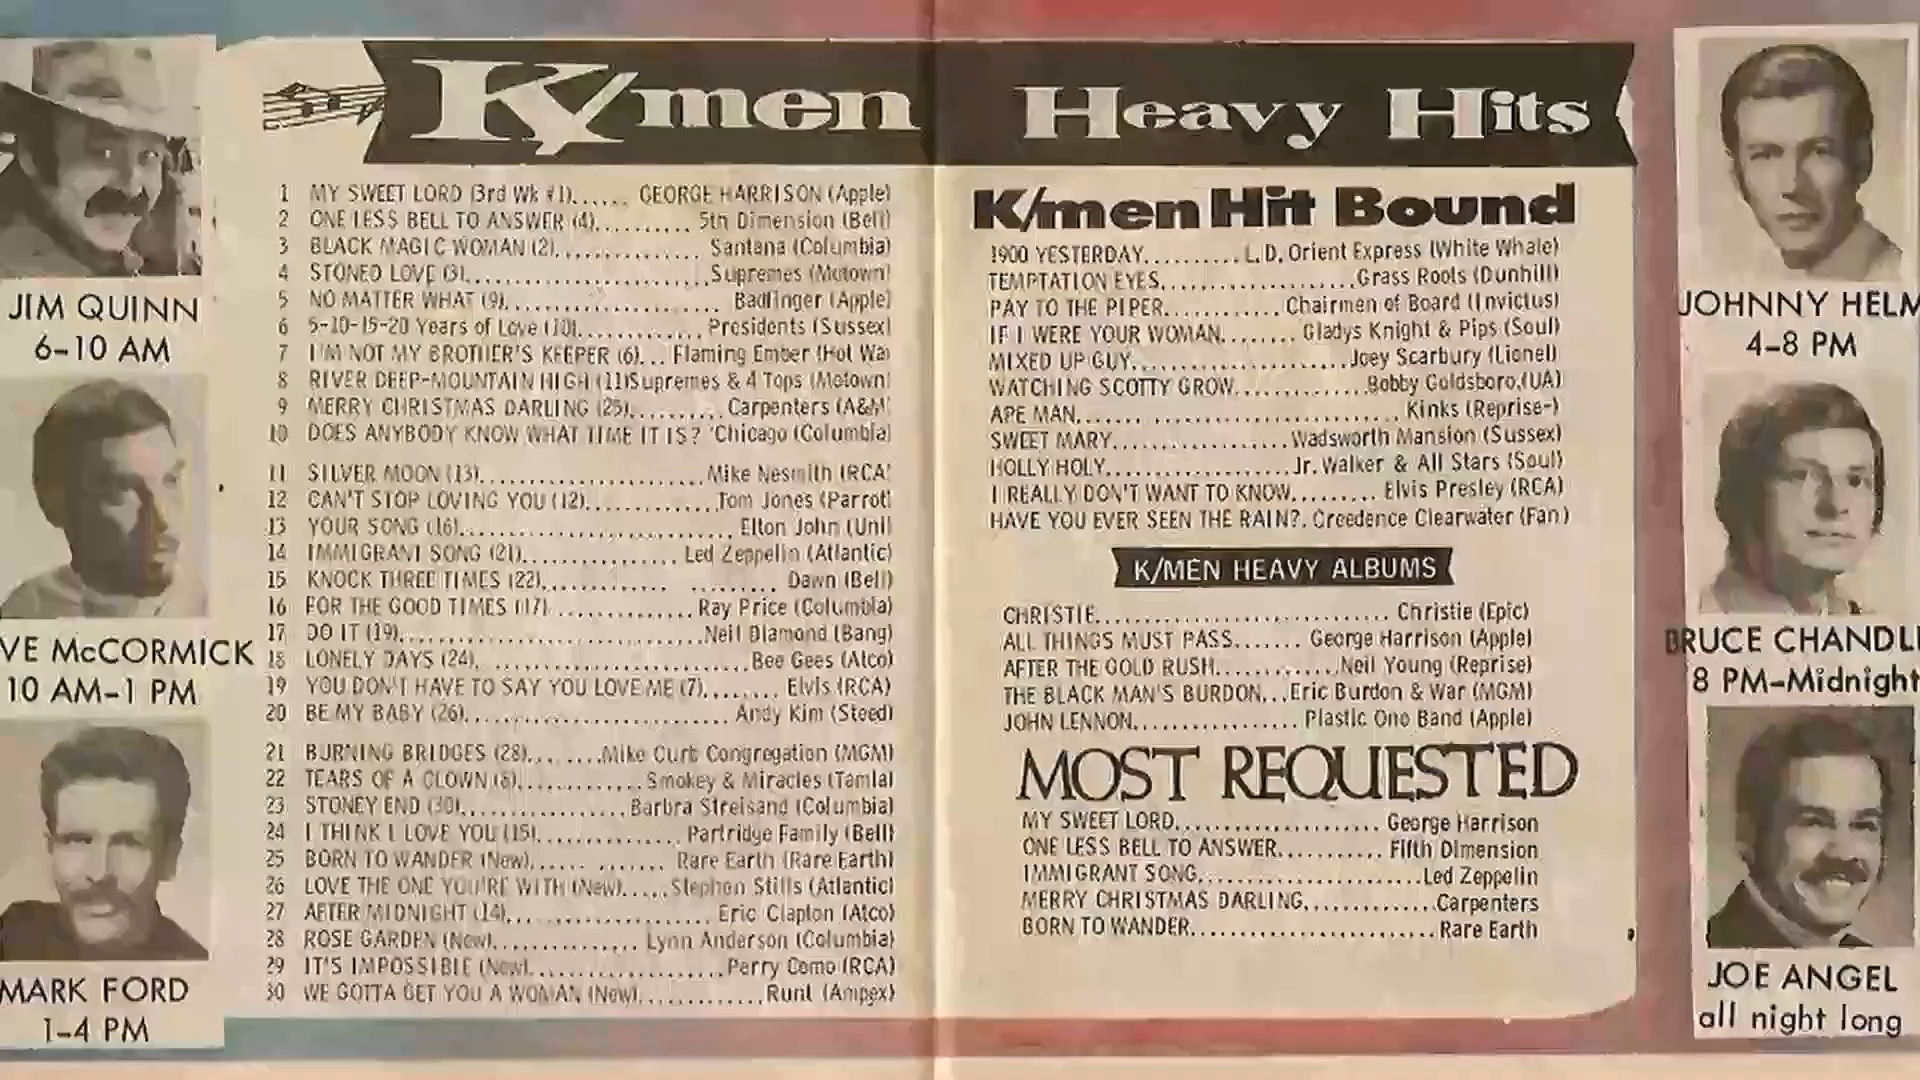 K/men Heavy Hits
1 MY SWEET LORD (3rd Wk #1)...... GEORGE HARRISON (Apple)
2 ONE LESS BELL TO ANSWER (4).......... 5th Dimension (Bell)
3 BLACK MAGIC WOMAN (2)............... Santana (Columbia)
4 STONED LOVE (3)......................... Supremes (Motown)
5 NO MATTER WHAT (9)....................... Badfinger (Apple)
6 5-10-15-20 Years of Love (10)............. Presidents (Sussex)
7 I'M NOT MY BROTHER'S KEEPER (6)... Flaming Ember (Hot Wa)
8 RIVER DEEP-MOUNTAIN HIGH (11)Supremes & 4 Tops (Motown)
9 MERRY CHRISTMAS DARLING (25).......... Carpenters (A&M)
10 DOES ANYBODY KNOW WHAT TIME IT IS? Chicago (Columbia)
11 SILVER MOON (13)........................ Mike Nesmith (RCA)
12 CAN'T STOP LOVING YOU (12)............. Tom Jones (Parrot)
13 YOUR SONG (16)............................. Elton John (Uni)
14 IMMIGRANT SONG (21)............... Led Zeppelin (Atlantic)
15 KNOCK THREE TIMES (22)..................... Dawn (Bell)
16 FOR THE GOOD TIMES (17).............. Ray Price (Columbia)
17 DO IT (19)............................... Neil Diamond (Bang)
18 LONELY DAYS (24)............................ Bee Gees (Atco)
19 YOU DON'T HAVE TO SAY YOU LOVE ME (7)........ Elvis (RCA)
20 BE MY BABY (26)........................... Andy Kim (Steed)
21 BURNING BRIDGES (28)........ Mike Curb Congregation (MGM)
22 TEARS OF A CLOWN (8)............. Smokey & Miracles (Tamla)
23 STONEY END (30)................. Barbra Streisand (Columbia)
24 I THINK I LOVE YOU (15)............... Partridge Family (Bell)
25 BORN TO WANDER (New)............. Rare Earth (Rare Earth)
26 LOVE THE ONE YOU'RE WITH (New)..... Stephen Stills (Atlantic)
27 AFTER MIDNIGHT (14).................... Eric Clapton (Atco)
28 ROSE GARDEN (New)............... Lynn Anderson (Columbia)
29 IT'S IMPOSSIBLE (New)..................... Perry Como (RCA)
30 WE GOTTA GET YOU A WOMAN (New)............. Runt (Ampex)
K/men Hit Bound
1900 YESTERDAY.......... L.D. Orient Express (White Whale)
TEMPTATION EYES.................... Grass Roots (Dunhill)
PAY TO THE PIPER............ Chairmen of Board (Invictus)
IF I WERE YOUR WOMAN........ Gladys Knight & Pips (Soul)
MIXED UP GUY...................... Joey Scarbury (Lionel)
WATCHING SCOTTY GROW............. Bobby Goldsboro,(UA)
APE MAN.................................. Kinks (Reprise-)
SWEET MARY.................. Wadsworth Mansion (Sussex)
HOLLY HOLY.................. Jr. Walker & All Stars (Soul)
I REALLY DON'T WANT TO KNOW......... Elvis Presley (RCA)
HAVE YOU EVER SEEN THE RAIN?. Creedence Clearwater (Fan)
K/MEN HEAVY ALBUMS
CHRISTIE............................... Christie (Epic)
ALL THINGS MUST PASS....... George Harrison (Apple)
AFTER THE GOLD RUSH............ Neil Young (Reprise)
THE BLACK MAN'S BURDON... Eric Burdon & War (MGM)
JOHN LENNON................. Plastic Ono Band (Apple)
MOST REQUESTED
MY SWEET LORD..................... George Harrison
ONE LESS BELL TO ANSWER........... Fifth Dimension
IMMIGRANT SONG....................... Led Zeppelin
MERRY CHRISTMAS DARLING.............. Carpenters
BORN TO WANDER......................... Rare Earth
JIM QUINN
6-10 AM
VE McCORMICK
10 AM-1 PM
MARK FORD
1-4 PM
JOHNNY HELM
4-8 PM
BRUCE CHANDL
8 PM-Midnight
JOE ANGEL
all night long